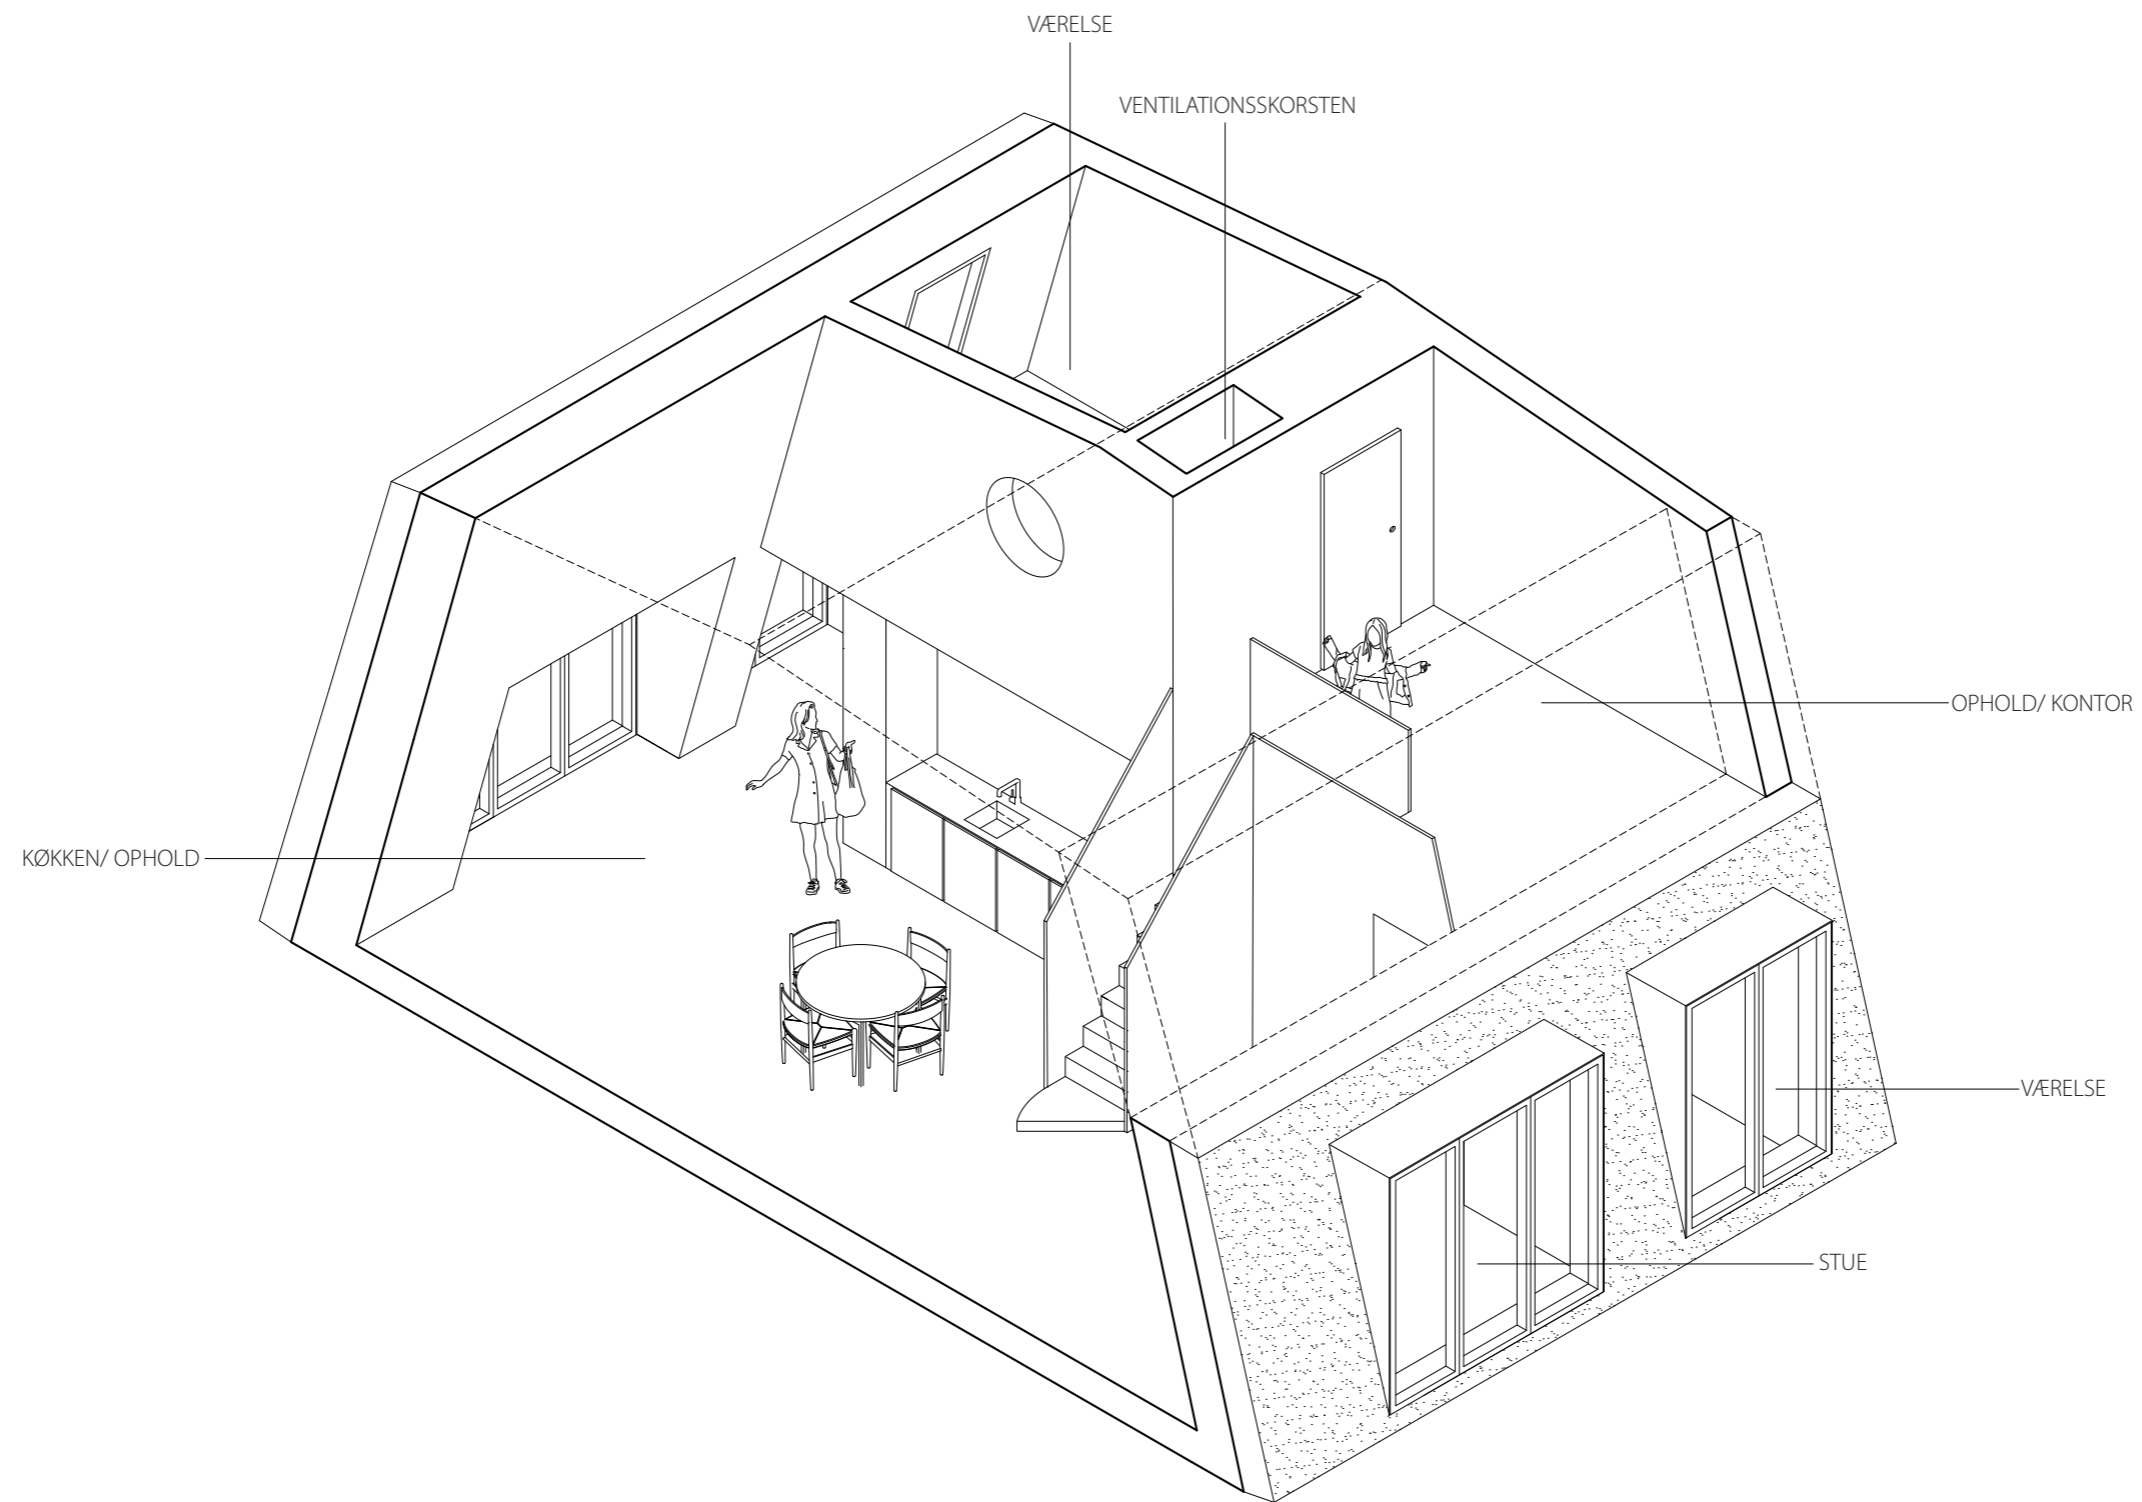 VÆRELSE
VENTILATIONSSKORSTEN
OPHOLD/ KONTOR
KØKKEN/ OPHOLD
VÆRELSE
STUE